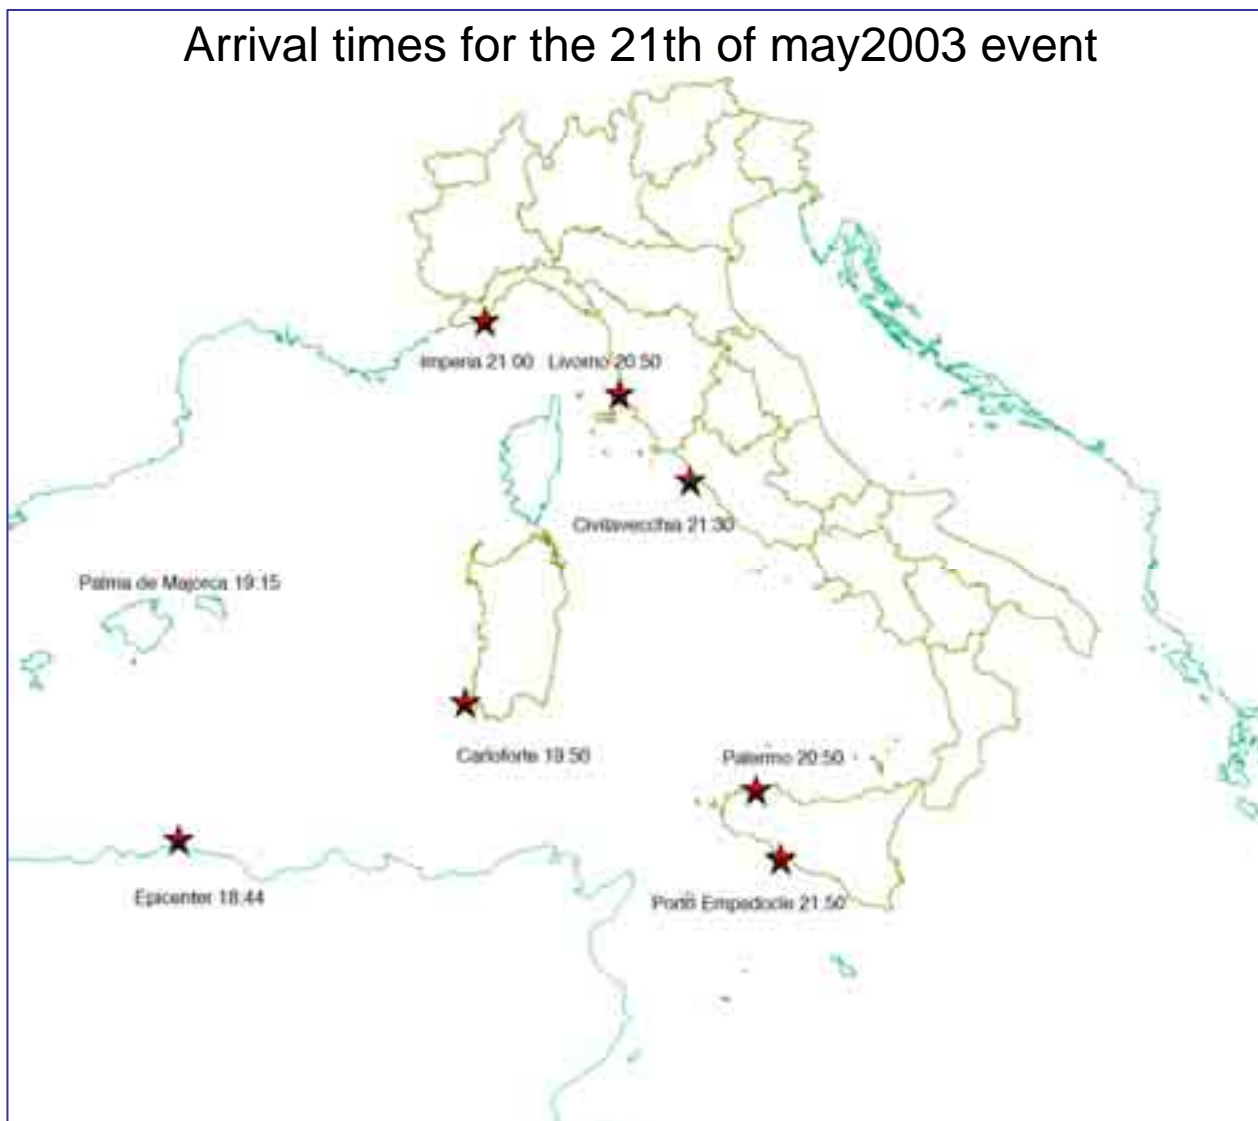 Arrival times for the 21th of may2003 event
Imperia 21:00 Livorno 20:50
Civitavecchia 21:30
Palma de Majorca 19:15
Carloforte 19:50
Palermo 20:50
Epicenter 18:44
Porto Empedocle 21:50